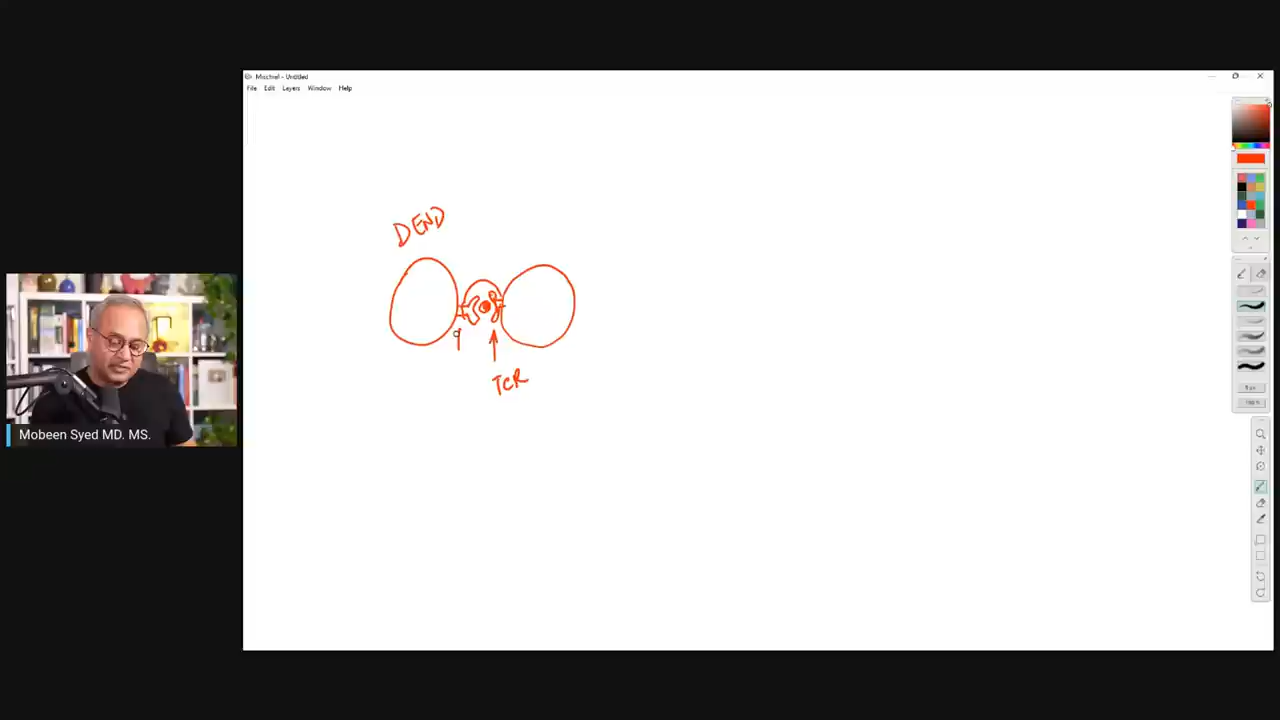 Mischief - Untitled
File Edit Layers Window Help
DEND
TCR
Mobeen Syed MD. MS.